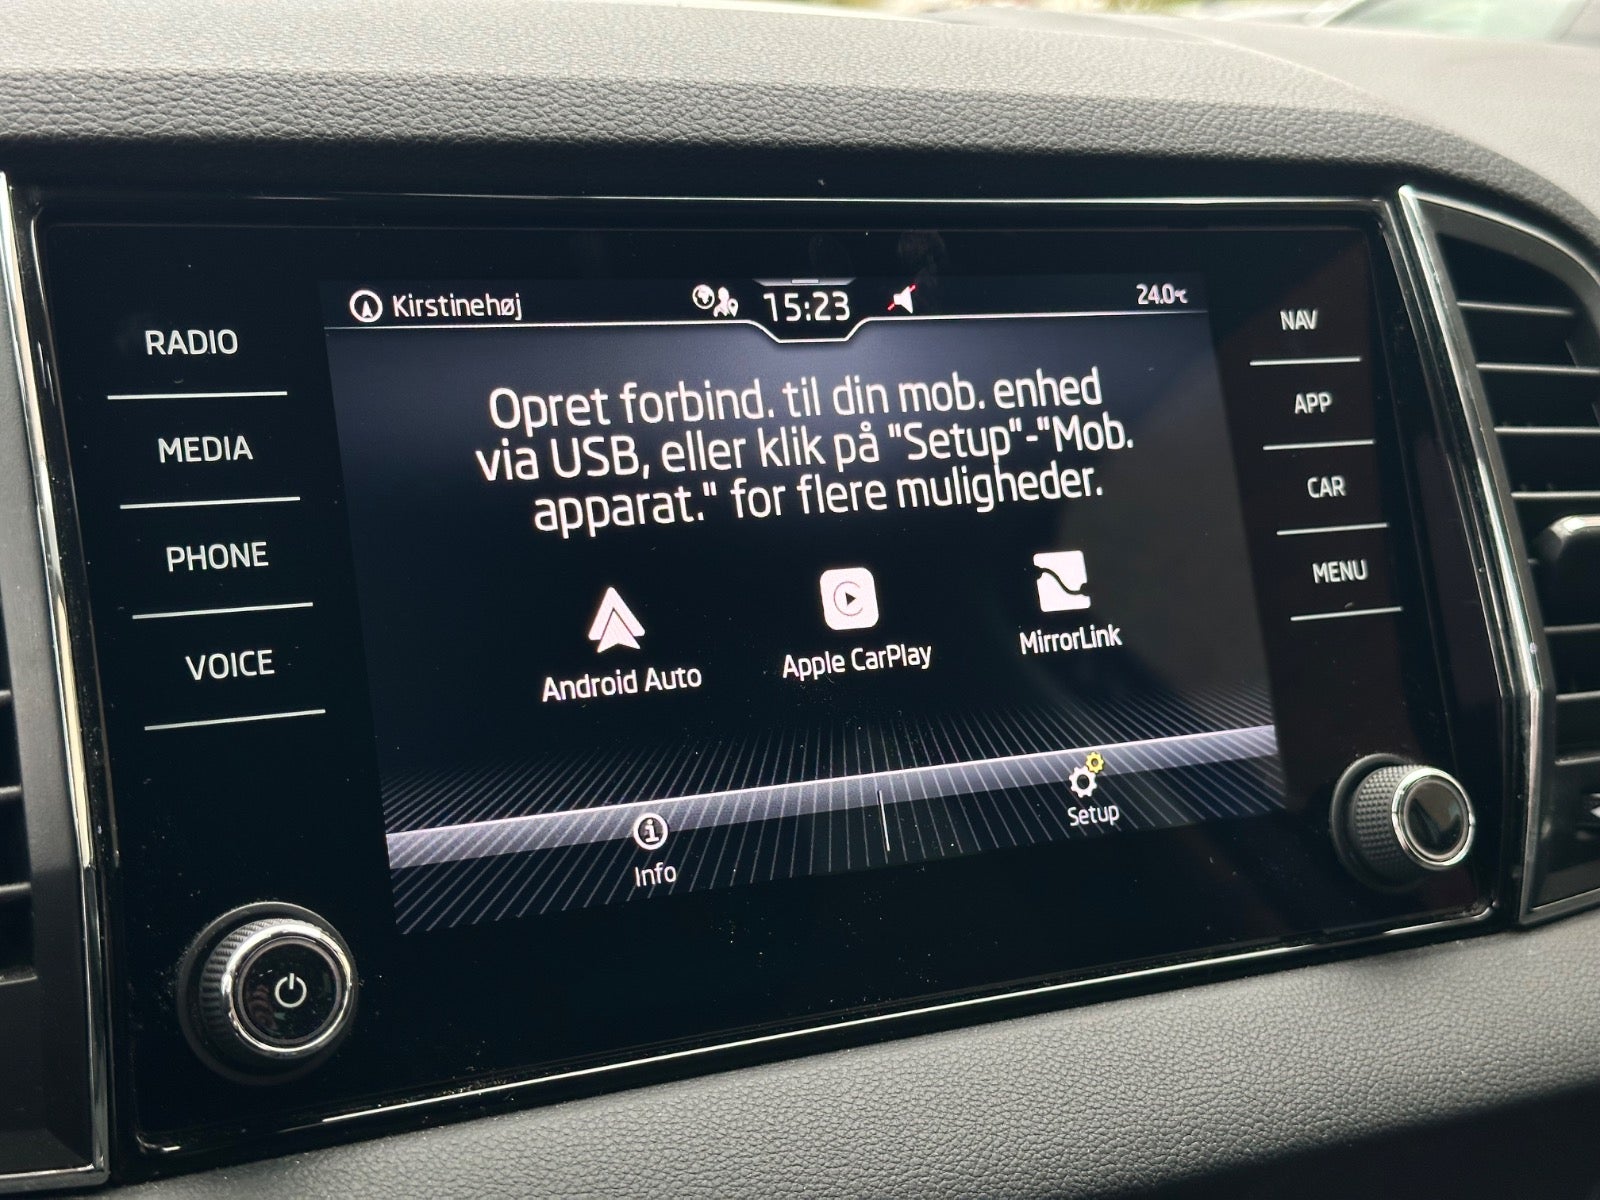 Kirstinehøj
15:23
24.0°C
RADIO
MEDIA
PHONE
VOICE
Opret forbind. til din mob. enhed
via USB, eller klik på "Setup"-"Mob.
apparat." for flere muligheder.
Android Auto
Apple CarPlay
MirrorLink
Info
Setup
NAV
APP
CAR
MENU